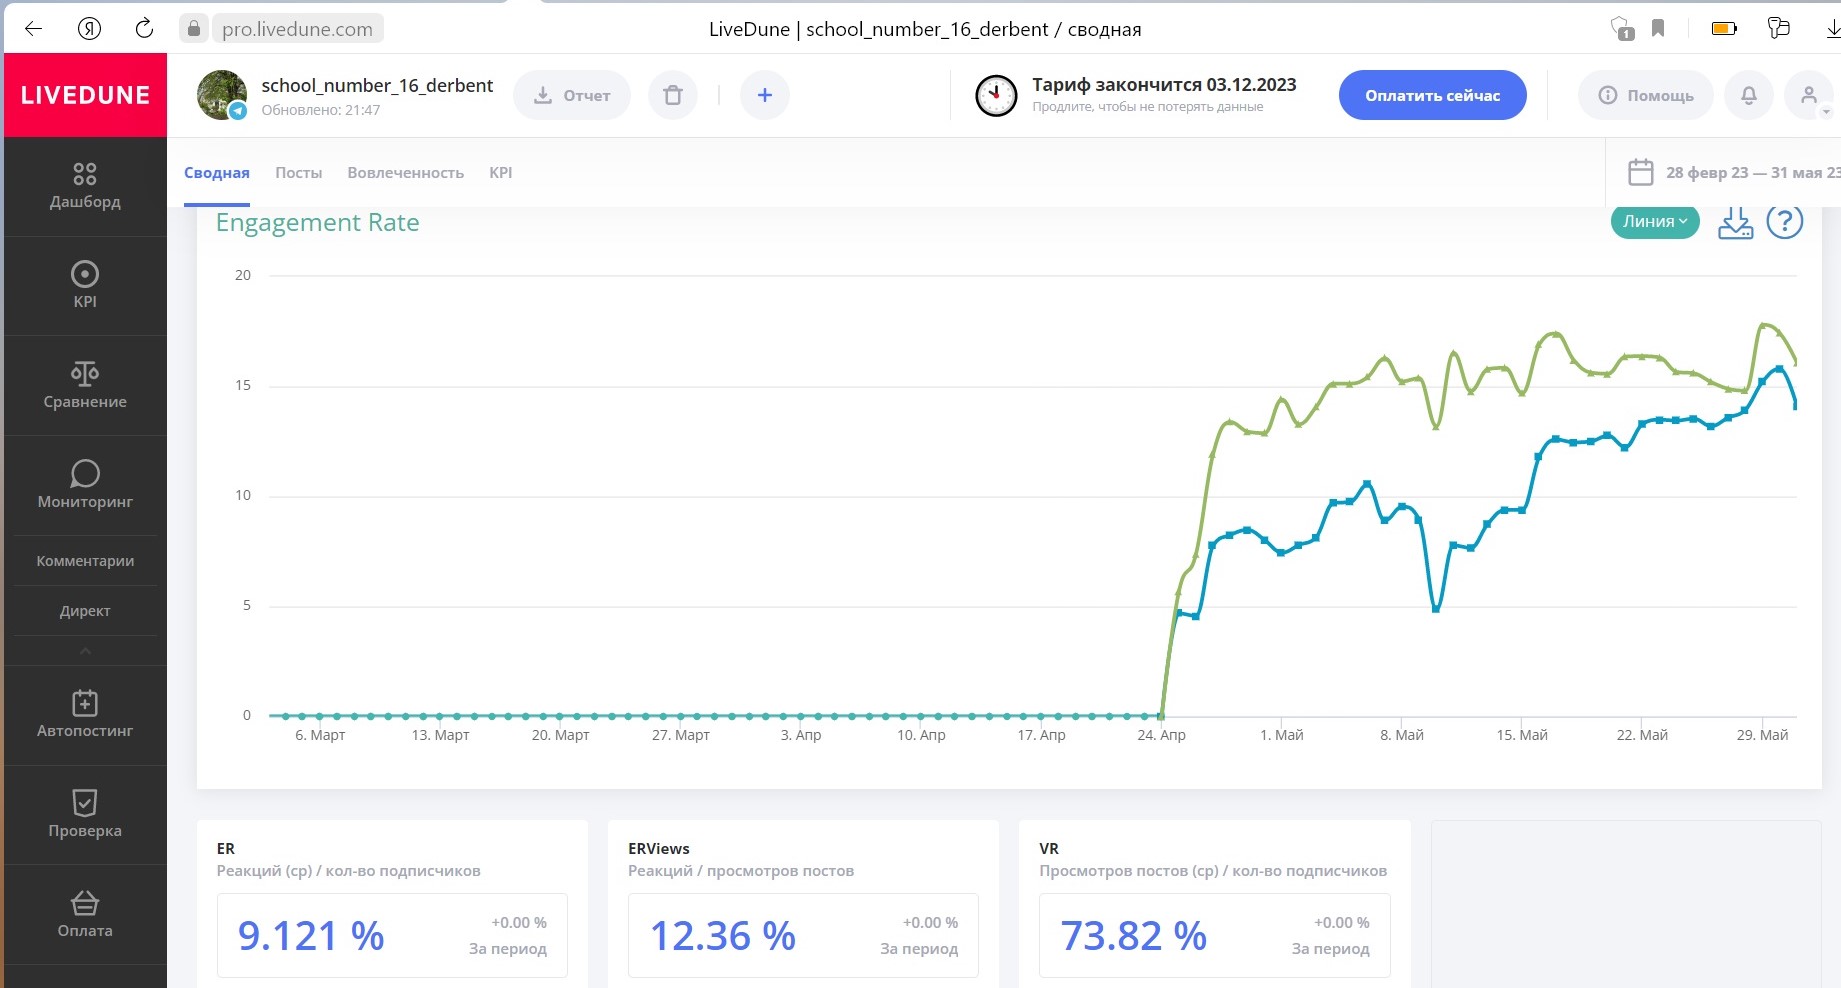 Я
pro.livedune.com
LiveDune | school_number_16_derbent / сводная
1
LIVEDUNE
school_number_16_derbent
Обновлено: 21:47
Отчет
+
Тариф закончится 03.12.2023
Продлите, чтобы не потерять данные
Оплатить сейчас
Помощь
Сводная Посты Вовлеченность KPI
28 февр 23 — 31 мая 23
Дашборд
KPI
Сравнение
Мониторинг
Комментарии
Директ
Автопостинг
Проверка
Оплата
Engagement Rate
Линия
?
20
15
10
5
0
6. Март 13. Март 20. Март 27. Март 3. Апр 10. Апр 17. Апр 24. Апр 1. Май 8. Май 15. Май 22. Май 29. Май
ER
Реакций (ср) / кол-во подписчиков
9.121 %
+0.00 %
За период
ERViews
Реакций / просмотров постов
12.36 %
+0.00 %
За период
VR
Просмотров постов (ср) / кол-во подписчиков
73.82 %
+0.00 %
За период